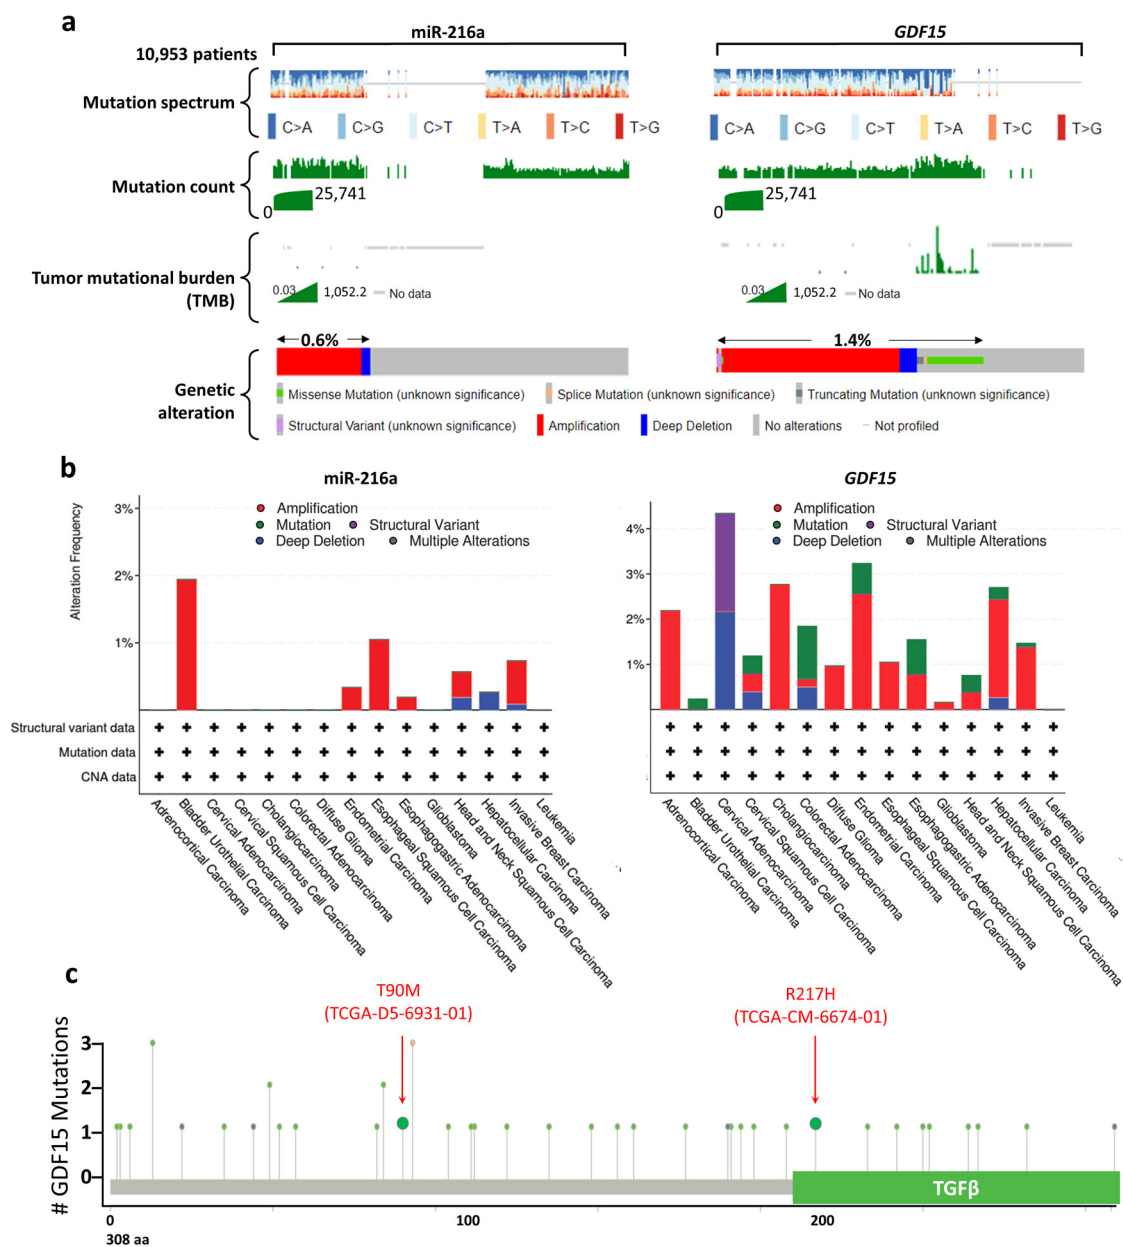 a
miR-216a
GDF15
10,953 patients
Mutation spectrum
C>A C>G C>T T>A T>C T>G
C>A C>G C>T T>A T>C T>G
Mutation count
25,741
0
25,741
0
Tumor mutational burden
(TMB)
0.03 1,052.2 No data
0.03 1,052.2 No data
0.6%
1.4%
Genetic
alteration
Missense Mutation (unknown significance) Splice Mutation (unknown significance) Truncating Mutation (unknown significance)
Structural Variant (unknown significance) Amplification Deep Deletion No alterations Not profiled
b
miR-216a
Alteration Frequency
3%
2%
1%
Amplification
Mutation Structural Variant
Deep Deletion Multiple Alterations
Structural variant data
Mutation data
CNA data
Adrenocortical Carcinoma
Bladder Urothelial Carcinoma
Cervical Adenocarcinoma
Cervical Squamous Cell Carcinoma
Cholangiocarcinoma
Colorectal Adenocarcinoma
Diffuse Glioma
Endometrial Carcinoma
Esophageal Squamous Cell Carcinoma
Esophagogastric Adenocarcinoma
Glioblastoma
Head and Neck Squamous Cell Carcinoma
Hepatocellular Carcinoma
Invasive Breast Carcinoma
Leukemia
GDF15
4%
3%
2%
1%
Amplification
Mutation Structural Variant
Deep Deletion Multiple Alterations
Adrenocortical Carcinoma
Bladder Urothelial Carcinoma
Cervical Adenocarcinoma
Cervical Squamous Cell Carcinoma
Cholangiocarcinoma
Colorectal Adenocarcinoma
Diffuse Glioma
Endometrial Carcinoma
Esophageal Squamous Cell Carcinoma
Esophagogastric Adenocarcinoma
Glioblastoma
Head and Neck Squamous Cell Carcinoma
Hepatocellular Carcinoma
Invasive Breast Carcinoma
Leukemia
c
T90M
(TCGA-D5-6931-01)
R217H
(TCGA-CM-6674-01)
# GDF15 Mutations
3
2
1
0
TGFβ
0 100 200
308 aa